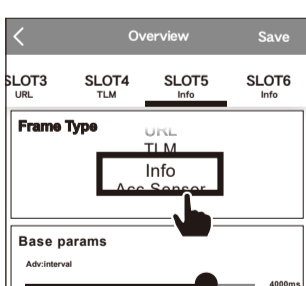 Overview Save
SLOT3 SLOT4 SLOT5 SLOT6
URL TLM Info Info
Frame Type
URL
TLM
Info
Acc Sensor
Base params
Adv:interval
4000ms